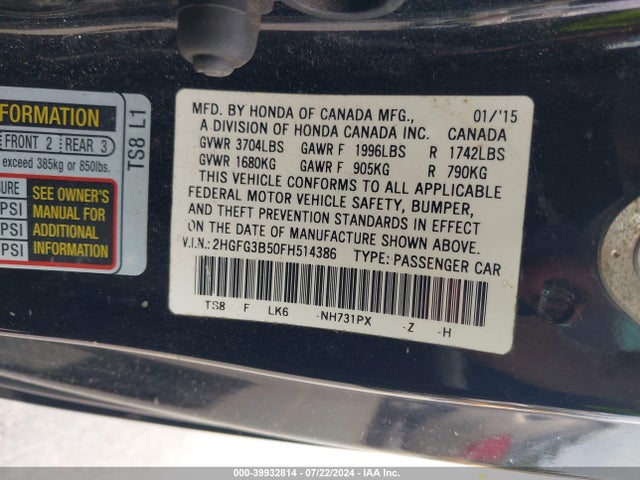 FORMATION
FRONT 2 REAR 3
exceed 385kg or 850lbs.
SURE
PSI
PSI
SEE OWNER'S
MANUAL FOR
ADDITIONAL
INFORMATION
TS8 L1
MFD. BY HONDA OF CANADA MFG., 01/'15
A DIVISION OF HONDA CANADA INC. CANADA
GVWR 3704LBS GAWR F 1996LBS R 1742LBS
GVWR 1680KG GAWR F 905KG R 790KG
THIS VEHICLE CONFORMS TO ALL APPLICABLE
FEDERAL MOTOR VEHICLE SAFETY, BUMPER,
AND THEFT PREVENTION STANDARDS IN EFFECT
ON THE DATE OF MANUFACTURE SHOWN ABOVE.
V.I.N.: 2HGFG3B50FH514386 TYPE: PASSENGER CAR
TS8 F LK6 -NH731PX -Z -H
000-39932814 / 07/22/2024 - IAAI.COM